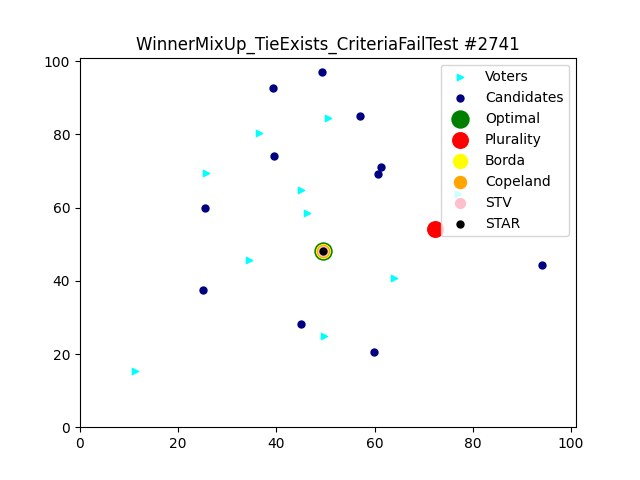 WinnerMixUp_TieExists_CriteriaFailTest #2741
100
80
60
40
20
0
0
20
40
60
80
100
Voters
Candidates
Optimal
Plurality
Borda
Copeland
STV
STAR